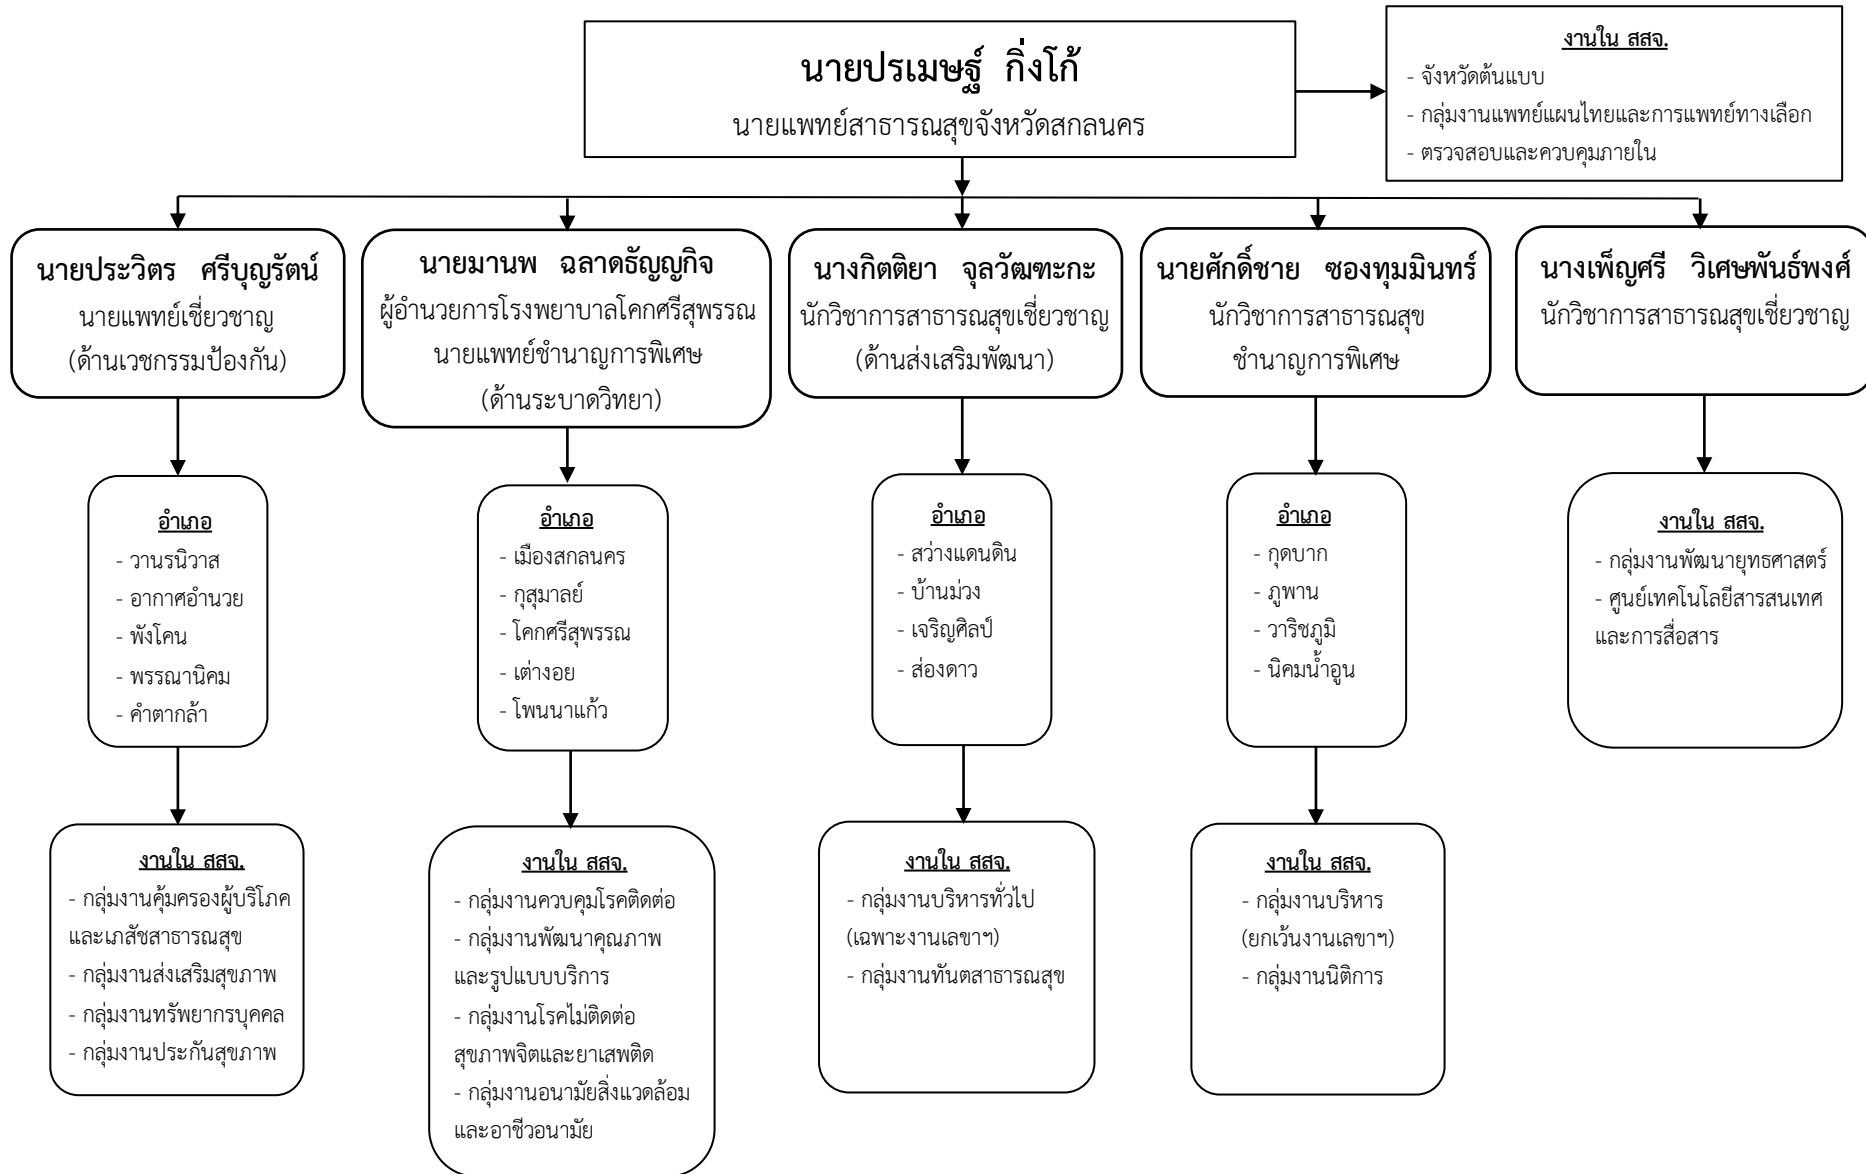 นายปรเมษฐ์ กิ่งโก้
นายแพทย์สาธารณสุขจังหวัดสกลนคร
งานใน สสจ.
- จังหวัดต้นแบบ
- กลุ่มงานแพทย์แผนไทยและการแพทย์ทางเลือก
- ตรวจสอบและควบคุมภายใน
นายประวิตร ศรีบุญรัตน์
นายแพทย์เชี่ยวชาญ
(ด้านเวชกรรมป้องกัน)
นายมานพ ฉลาดธัญญกิจ
ผู้อำนวยการโรงพยาบาลโคกศรีสุพรรณ
นายแพทย์ชำนาญการพิเศษ
(ด้านระบาดวิทยา)
นางกิตติยา จุลวัฒฑะกะ
นักวิชาการสาธารณสุขเชี่ยวชาญ
(ด้านส่งเสริมพัฒนา)
นายศักดิ์ชาย ซองทุมมินทร์
นักวิชาการสาธารณสุข
ชำนาญการพิเศษ
นางเพ็ญศรี วิเศษพันธ์พงศ์
นักวิชาการสาธารณสุขเชี่ยวชาญ
อำเภอ
- วานรนิวาส
- อากาศอำนวย
- พังโคน
- พรรณานิคม
- คำตากล้า
อำเภอ
- เมืองสกลนคร
- กุสุมาลย์
- โคกศรีสุพรรณ
- เต่างอย
- โพนนาแก้ว
อำเภอ
- สว่างแดนดิน
- บ้านม่วง
- เจริญศิลป์
- ส่องดาว
อำเภอ
- กุดบาก
- ภูพาน
- วาริชภูมิ
- นิคมน้ำอูน
งานใน สสจ.
- กลุ่มงานพัฒนายุทธศาสตร์
- ศูนย์เทคโนโลยีสารสนเทศ
และการสื่อสาร
งานใน สสจ.
- กลุ่มงานคุ้มครองผู้บริโภค
และเภสัชสาธารณสุข
- กลุ่มงานส่งเสริมสุขภาพ
- กลุ่มงานทรัพยากรบุคคล
- กลุ่มงานประกันสุขภาพ
งานใน สสจ.
- กลุ่มงานควบคุมโรคติดต่อ
- กลุ่มงานพัฒนาคุณภาพ
และรูปแบบบริการ
- กลุ่มงานโรคไม่ติดต่อ
สุขภาพจิตและยาเสพติด
- กลุ่มงานอนามัยสิ่งแวดล้อม
และอาชีวอนามัย
งานใน สสจ.
- กลุ่มงานบริหารทั่วไป
(เฉพาะงานเลขาฯ)
- กลุ่มงานทันตสาธารณสุข
งานใน สสจ.
- กลุ่มงานบริหาร
(ยกเว้นงานเลขาฯ)
- กลุ่มงานนิติการ